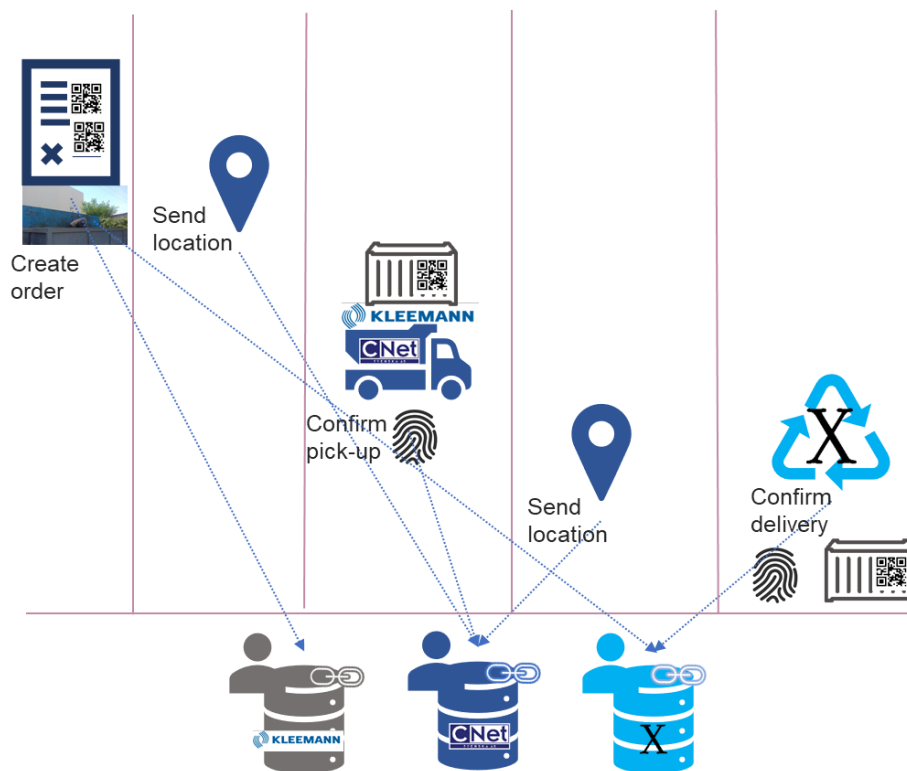 Create
order
Send
location
KLEEMANN
CNet
Confirm
pick-up
Send
location
X
Confirm
delivery
KLEEMANN
CNet
X